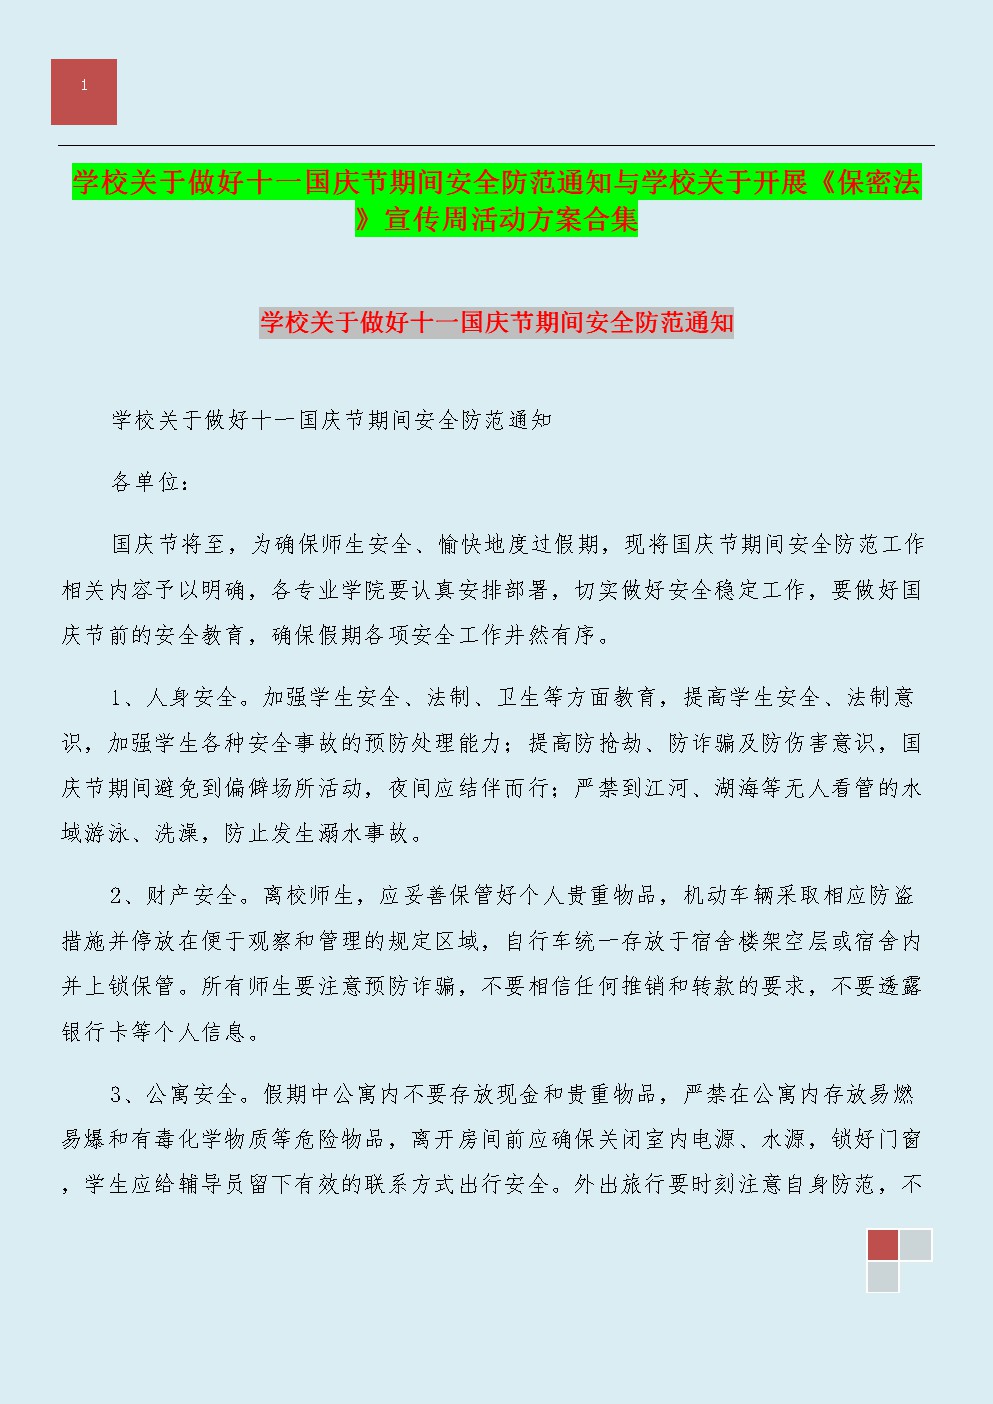 1
学校关于做好十一国庆节期间安全防范通知与学校关于开展《保密法
》宣传周活动方案合集
学校关于做好十一国庆节期间安全防范通知
学校关于做好十一国庆节期间安全防范通知
各单位：
国庆节将至，为确保师生安全、愉快地度过假期，现将国庆节期间安全防范工作
相关内容予以明确，各专业学院要认真安排部署，切实做好安全稳定工作，要做好国
庆节前的安全教育，确保假期各项安全工作井然有序。
1、人身安全。加强学生安全、法制、卫生等方面教育，提高学生安全、法制意
识，加强学生各种安全事故的预防处理能力；提高防抢劫、防诈骗及防伤害意识，国
庆节期间避免到偏僻场所活动，夜间应结伴而行；严禁到江河、湖海等无人看管的水
域游泳、洗澡，防止发生溺水事故。
2、财产安全。离校师生，应妥善保管好个人贵重物品，机动车辆采取相应防盗
措施并停放在便于观察和管理的规定区域，自行车统一存放于宿舍楼架空层或宿舍内
并上锁保管。所有师生要注意预防诈骗，不要相信任何推销和转款的要求，不要透露
银行卡等个人信息。
3、公寓安全。假期中公寓内不要存放现金和贵重物品，严禁在公寓内存放易燃
易爆和有毒化学物质等危险物品，离开房间前应确保关闭室内电源、水源，锁好门窗
，学生应给辅导员留下有效的联系方式出行安全。外出旅行要时刻注意自身防范，不